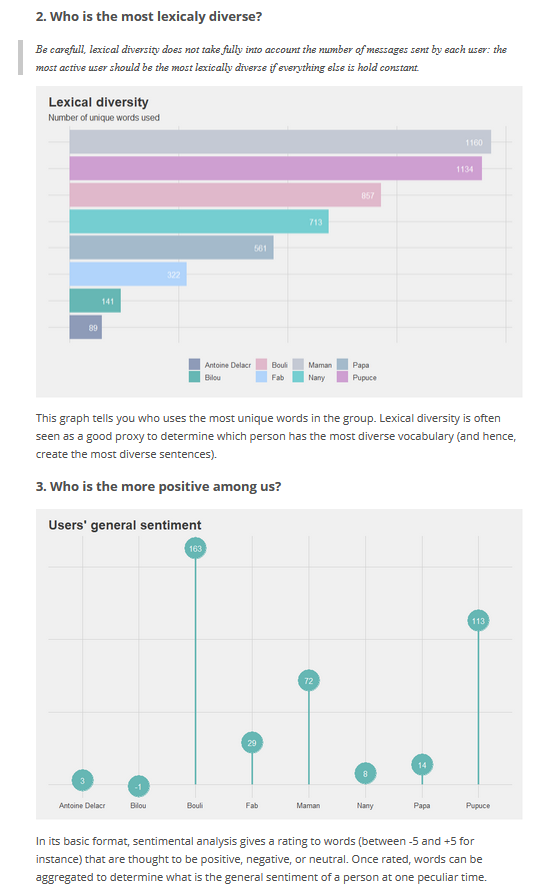 2. Who is the most lexicaly diverse?
Be carefull, lexical diversity does not take fully into account the number of messages sent by each user: the
most active user should be the most lexically diverse if everything else is hold constant.
Lexical diversity
Number of unique words used
1160
1134
857
713
561
322
141
89
Antoine Delacr Bouli Maman Papa
Bilou Fab Nany Pupuce
This graph tells you who uses the most unique words in the group. Lexical diversity is often
seen as a good proxy to determine which person has the most diverse vocabulary (and hence,
create the most diverse sentences).
3. Who is the more positive among us?
Users' general sentiment
163
113
72
29
14
8
3
-1
Antoine Delacr Bilou Bouli Fab Maman Nany Papa Pupuce
In its basic format, sentimental analysis gives a rating to words (between -5 and +5 for
instance) that are thought to be positive, negative, or neutral. Once rated, words can be
aggregated to determine what is the general sentiment of a person at one peculiar time.